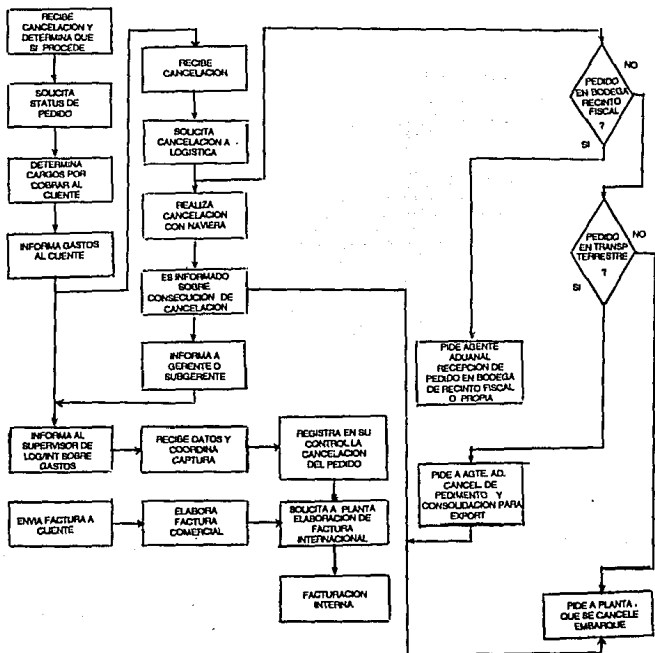 RECIBE
CANCELACION Y
DETERMINA QUE
SI PROCEDE
SOLICITA
STATUS DE
PEDIDO
DETERMINA
CARGOS POR
COBRAR AL
CLIENTE
INFORMA GASTOS
AL CLIENTE
RECIBE
CANCELACION
SOLICITA
CANCELACION A
LOGISTICA
REALIZA
CANCELACION
CON NAVIERA
ES INFORMADO
SOBRE
CONSECUCION DE
CANCELACION
INFORMA A
GERENTE O
SUBGERENTE
INFORMA AL
SUPERVISOR DE
LOG/INT SOBRE
GASTOS
RECIBE DATOS Y
COORDINA
CAPTURA
REGISTRA EN SU
CONTROL LA
CANCELACION
DEL PEDIDO
ENVIA FACTURA A
CLIENTE
ELABORA
FACTURA
COMERCIAL
SOLICITA A PLANTA
ELABORACION DE
FACTURA
INTERNACIONAL
FACTURACION
INTERNA
PEDIDO
EN BODEGA
RECINTO
FISCAL
?
NO
SI
PEDIDO
EN TRANSP
TERRESTRE
?
NO
SI
PIDE AGENTE
ADUANAL
RECEPCION DE
PEDIDO EN BODEGA
DE RECINTO FISCAL
O PROPIA
PIDE A AGTE. AD.
CANCEL. DE
PEDIMENTO Y
CONSOLIDACION PARA
EXPORT
PIDE A PLANTA,
QUE SE CANCELE
EMBARQUE